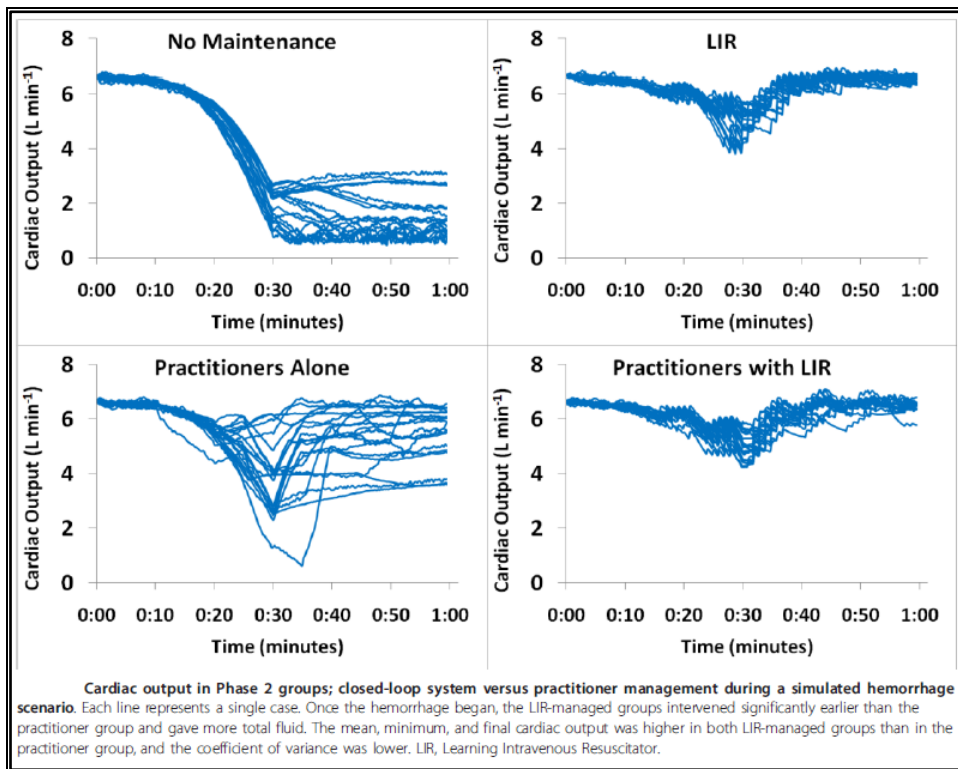 No Maintenance
Cardiac Output (L min⁻¹)
8
6
4
2
0
0:00 0:10 0:20 0:30 0:40 0:50 1:00
Time (minutes)
LIR
Cardiac Output (L min⁻¹)
8
6
4
2
0
0:00 0:10 0:20 0:30 0:40 0:50 1:00
Time (minutes)
Practitioners Alone
Cardiac Output (L min⁻¹)
8
6
4
2
0
0:00 0:10 0:20 0:30 0:40 0:50 1:00
Time (minutes)
Practitioners with LIR
Cardiac Output (L min⁻¹)
8
6
4
2
0
0:00 0:10 0:20 0:30 0:40 0:50 1:00
Time (minutes)
Cardiac output in Phase 2 groups; closed-loop system versus practitioner management during a simulated hemorrhage
scenario. Each line represents a single case. Once the hemorrhage began, the LIR-managed groups intervened significantly earlier than the
practitioner group and gave more total fluid. The mean, minimum, and final cardiac output was higher in both LIR-managed groups than in the
practitioner group, and the coefficient of variance was lower. LIR, Learning Intravenous Resuscitator.